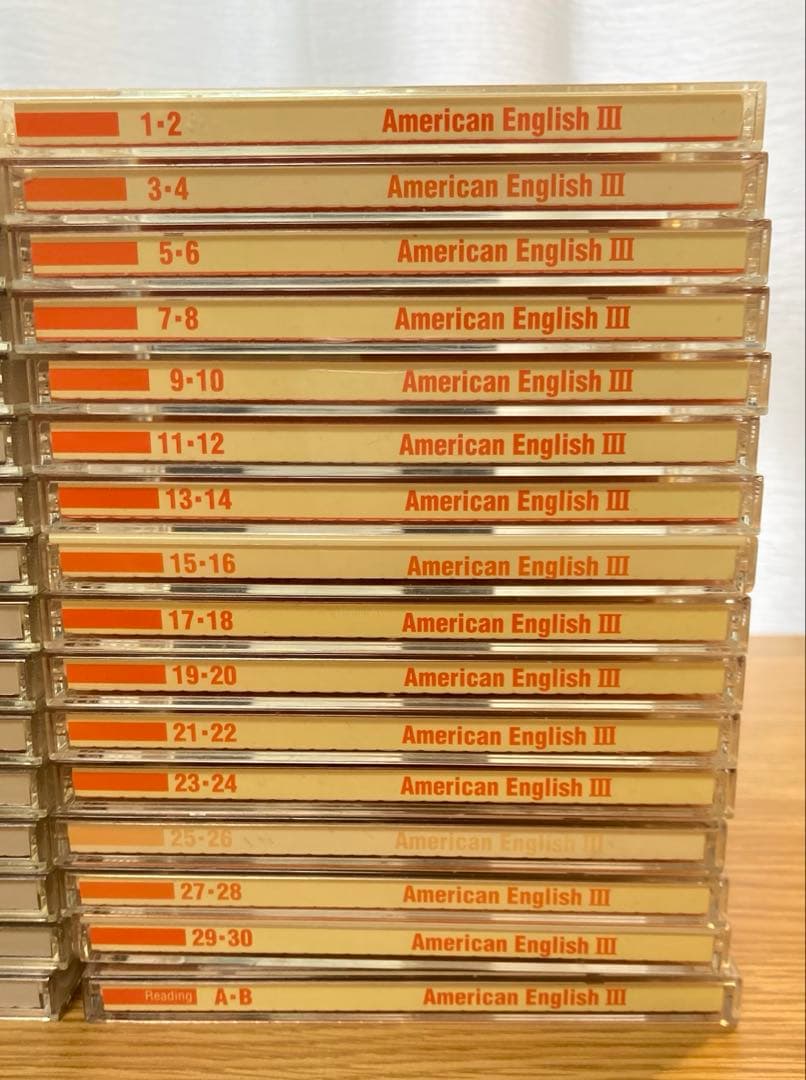 1▪2 American English III
3▪4 American English III
5▪6 American English III
7▪8 American English III
9▪10 American English III
11▪12 American English III
13▪14 American English III
15▪16 American English III
17▪18 American English III
19▪20 American English III
21▪22 American English III
23▪24 American English III
25▪26 American English III
27▪28 American English III
29▪30 American English III
Reading A▪B American English III